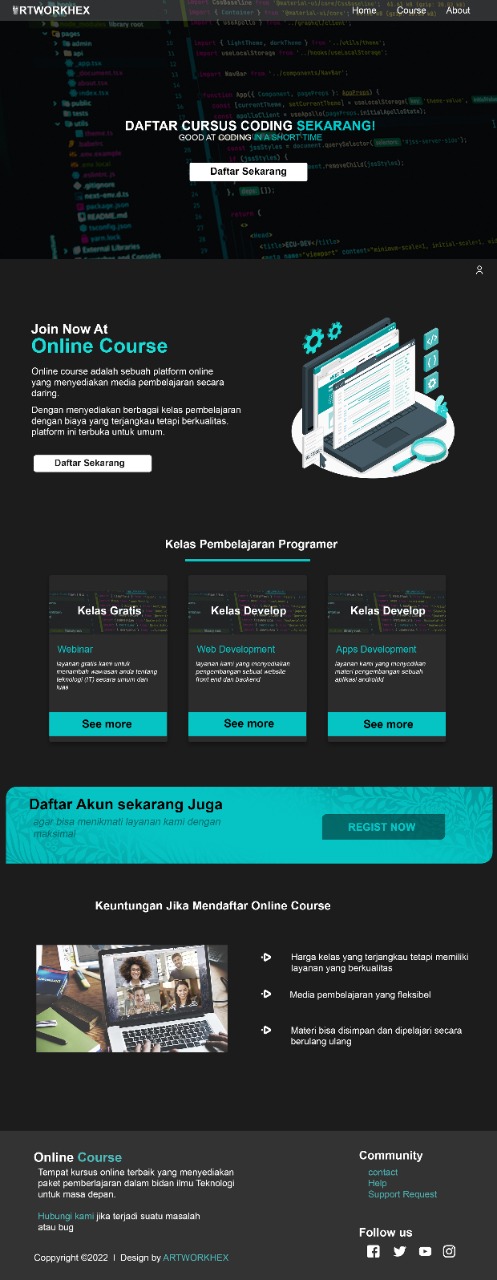 ARTWORKHEX
Home Course About
DAFTAR CURSUS CODING SEKARANG!
GOOD AT CODING IN A SHORT TIME
Daftar Sekarang
Join Now At
Online Course
Online course adalah sebuah platform online
yang menyediakan media pembelajaran secara
daring.
Dengan menyediakan berbagai kelas pembelajaran
dengan biaya yang terjangkau tetapi berkualitas.
platform ini terbuka untuk umum.
Daftar Sekarang
Kelas Pembelajaran Programer
Kelas Gratis
Webinar
layanan gratis kami untuk
menambah wawasan anda tentang
teknologi (IT) secara umum dan
luas
See more
Kelas Develop
Web Development
layanan kami yang menyediakan
pengembangan sebuat website
front end dan backend
See more
Kelas Develop
Apps Development
layanan kami yang menyedikan
materi pengembangan sebuah
aplikasi androidd
See more
Daftar Akun sekarang Juga
agar bisa menikmati layanan kami dengan
maksimal
REGIST NOW
Keuntungan Jika Mendaftar Online Course
Harga kelas yang terjangkau tetapi memiliki
layanan yang berkualitas
Media pembelajaran yang fleksibel
Materi bisa disimpan dan dipelajari secara
berulang ulang
Online Course
Tempat kursus online terbaik yang menyediakan
paket pemberlajaran dalam bidan ilmu Teknologi
untuk masa depan.
Hubungi kami jika terjadi suatu masalah
atau bug
Coppyright ©2022 I Design by ARTWORKHEX
Community
contact
Help
Support Request
Follow us